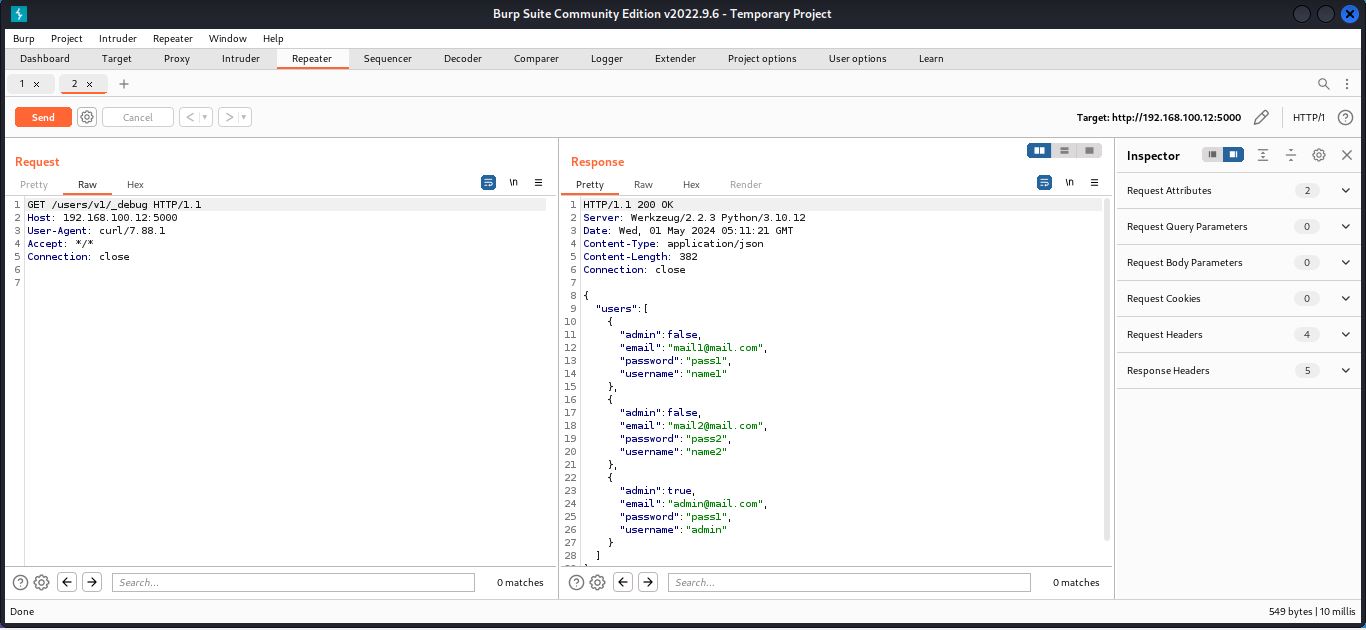 Burp Suite Community Edition v2022.9.6 - Temporary Project
Burp Project Intruder Repeater Window Help
Dashboard Target Proxy Intruder Repeater Sequencer Decoder Comparer Logger Extender Project options User options Learn
1 × 2 × +
Send Cancel < > Target: http://192.168.100.12:5000 HTTP/1
Request
Pretty Raw Hex \n
1 GET /users/v1/_debug HTTP/1.1
2 Host: 192.168.100.12:5000
3 User-Agent: curl/7.88.1
4 Accept: */*
5 Connection: close
6
7
Search...
0 matches
Response
Pretty Raw Hex Render \n
1 HTTP/1.1 200 OK
2 Server: Werkzeug/2.2.3 Python/3.10.12
3 Date: Wed, 01 May 2024 05:11:21 GMT
4 Content-Type: application/json
5 Content-Length: 382
6 Connection: close
7
8 {
9 "users":[
10 {
11 "admin":false,
12 "email":"mail1@mail.com",
13 "password":"pass1",
14 "username":"name1"
15 },
16 {
17 "admin":false,
18 "email":"mail2@mail.com",
19 "password":"pass2",
20 "username":"name2"
21 },
22 {
23 "admin":true,
24 "email":"admin@mail.com",
25 "password":"pass1",
26 "username":"admin"
27 }
28 ]
Search...
0 matches
Inspector
Request Attributes 2
Request Query Parameters 0
Request Body Parameters 0
Request Cookies 0
Request Headers 4
Response Headers 5
Done
549 bytes | 10 millis